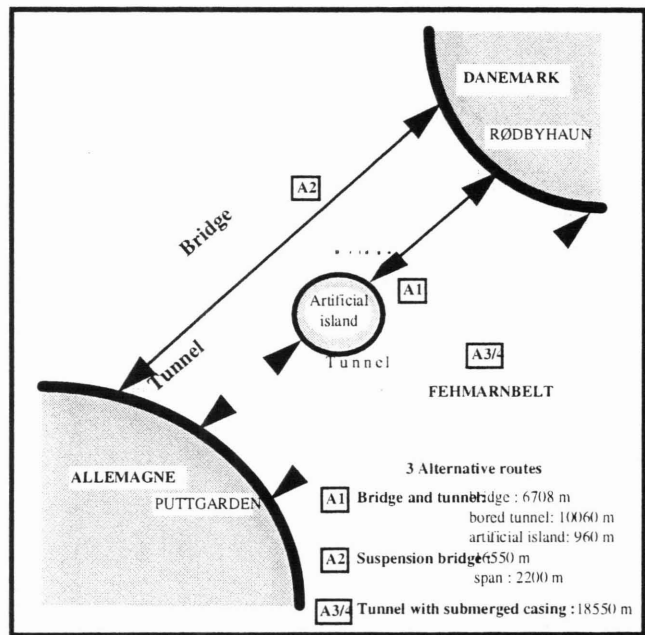 DANEMARK
RØDBYHAUN
A2
Bridge
Bridge
A1
Artificial
island
Tunnel
Tunnel
A3/4
FEHMARNBELT
ALLEMAGNE
PUTTGARDEN
3 Alternative routes
A1 Bridge and tunnel: bridge : 6708 m
bored tunnel: 10060 m
artificial island: 960 m
A2 Suspension bridge : 16550 m
span : 2200 m
A3/4 Tunnel with submerged casing : 18550 m